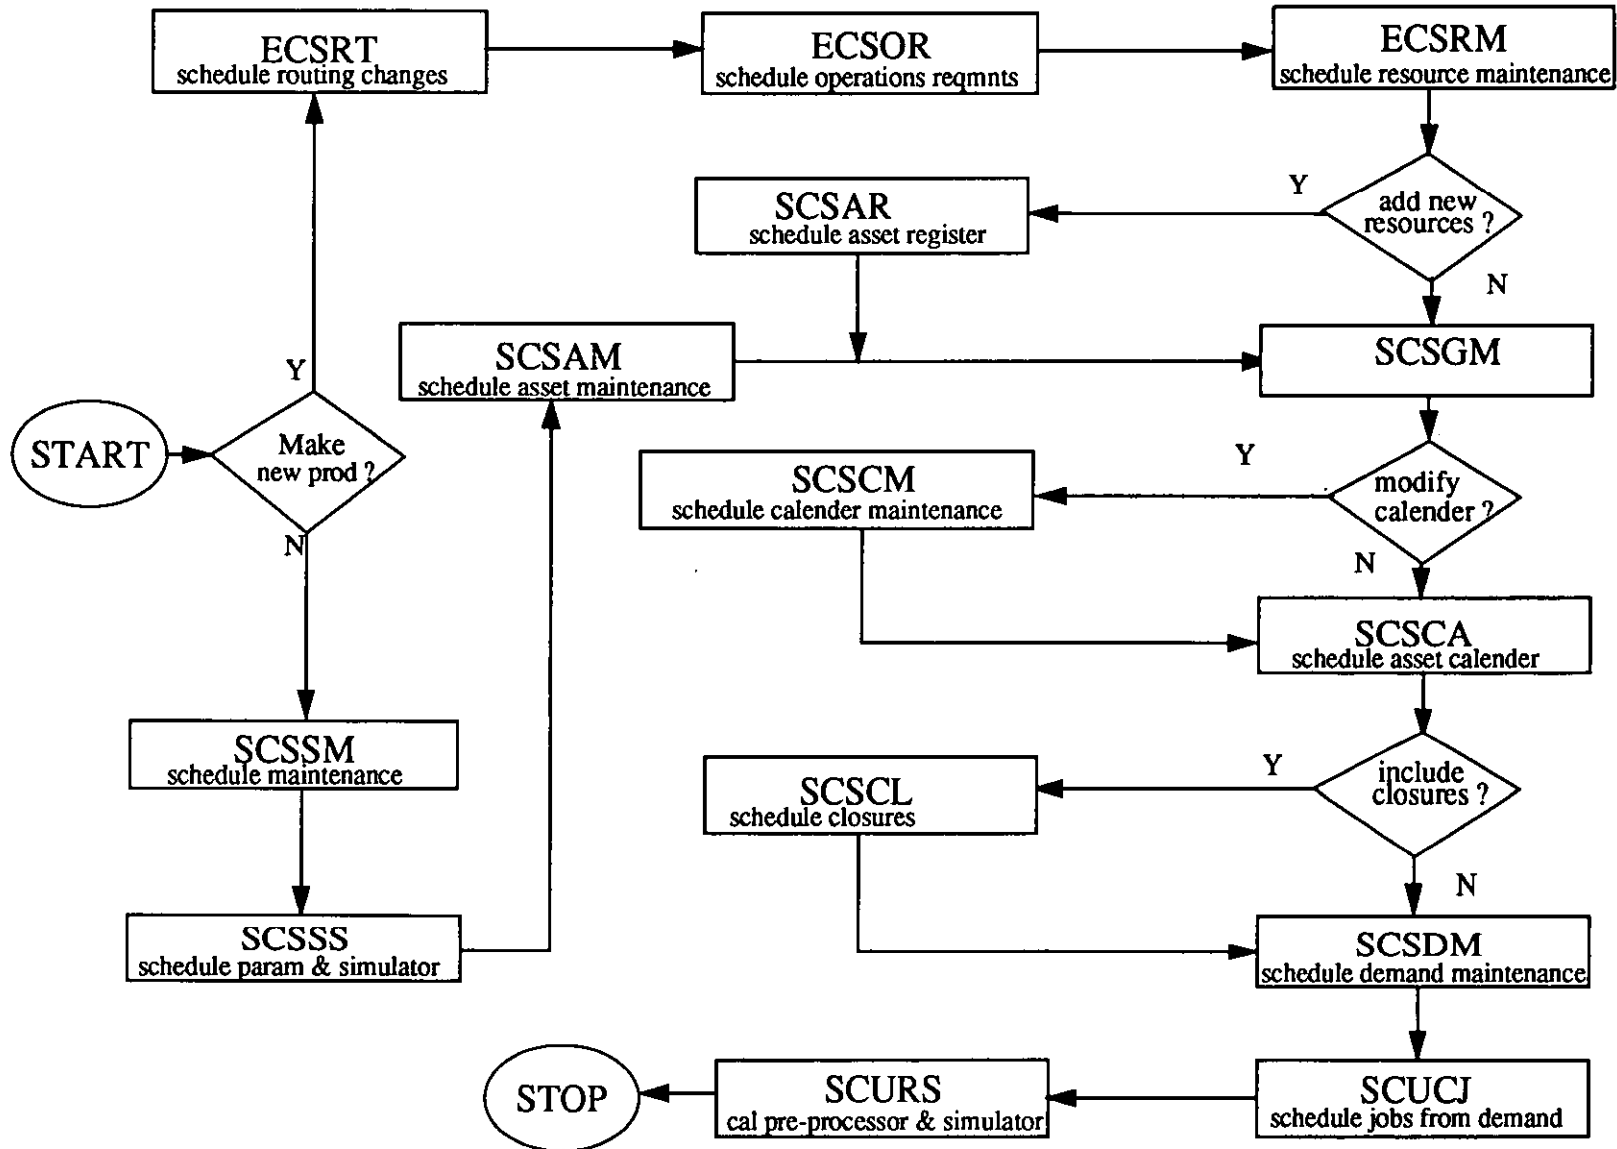 ECSRT
schedule routing changes
ECSOR
schedule operations reqmnts
ECSRM
schedule resource maintenance
Y
add new
resources ?
SCSAR
schedule asset register
N
SCSAM
schedule asset maintenance
SCSGM
Y
START
Make
new prod ?
N
Y
modify
calender ?
SCSCM
schedule calender maintenance
N
SCSCA
schedule asset calender
SCSSM
schedule maintenance
Y
include
closures ?
SCSCL
schedule closures
N
SCSSS
schedule param & simulator
SCSDM
schedule demand maintenance
STOP
SCURS
cal pre-processor & simulator
SCUCJ
schedule jobs from demand